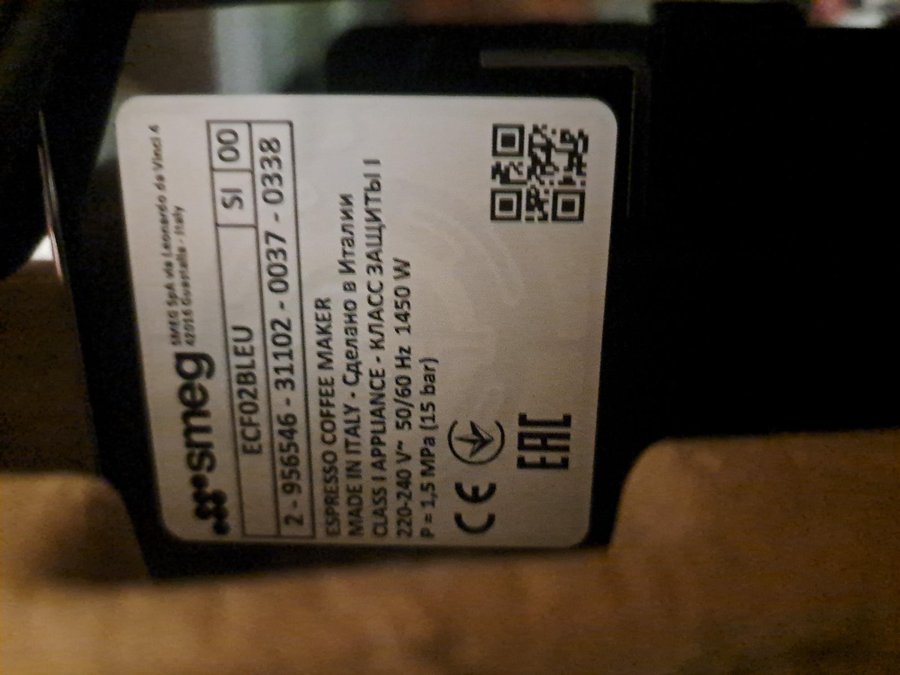 smeg
SMEG SpA via Leonardo da Vinci 4
42016 Guastalla - Italy
ECF02BLEU SI 00
2 - 956546 - 31102 - 0037 - 0338
ESPRESSO COFFEE MAKER
MADE IN ITALY - Сделано в Италии
CLASS I APPLIANCE - КЛАСС ЗАЩИТЫ I
220-240 V~ 50/60 Hz 1450 W
P = 1,5 MPa (15 bar)
CE
EAC